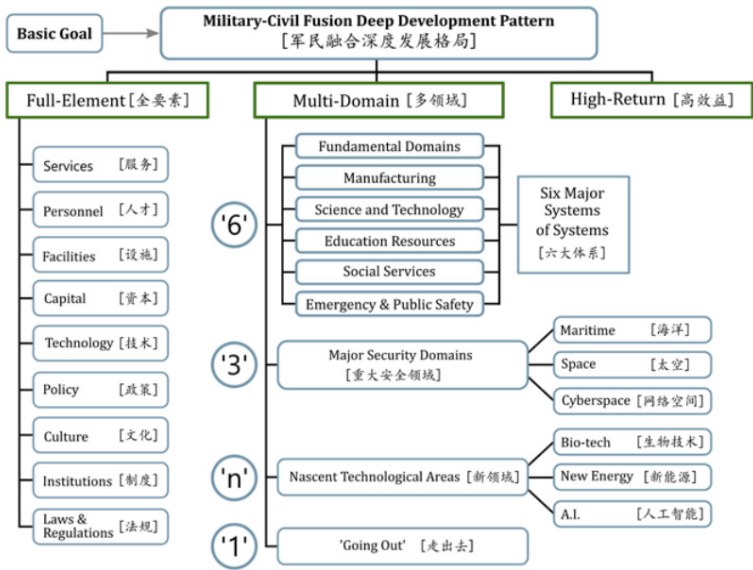 Basic Goal
Military-Civil Fusion Deep Development Pattern
[军民融合深度发展格局]
Full-Element [全要素]
Multi-Domain [多领域]
High-Return [高效益]
Services [服务]
Personnel [人才]
Facilities [设施]
Capital [资本]
Technology [技术]
Policy [政策]
Culture [文化]
Institutions [制度]
Laws &
Regulations [法规]
'6'
Fundamental Domains
Manufacturing
Science and Technology
Education Resources
Social Services
Emergency & Public Safety
Six Major
Systems
of Systems
[六大体系]
'3'
Major Security Domains
[重大安全领域]
Maritime [海洋]
Space [太空]
Cyberspace [网络空间]
'n'
Nascent Technological Areas [新领域]
Bio-tech [生物技术]
New Energy [新能源]
A.I. [人工智能]
'1'
'Going Out' [走出去]